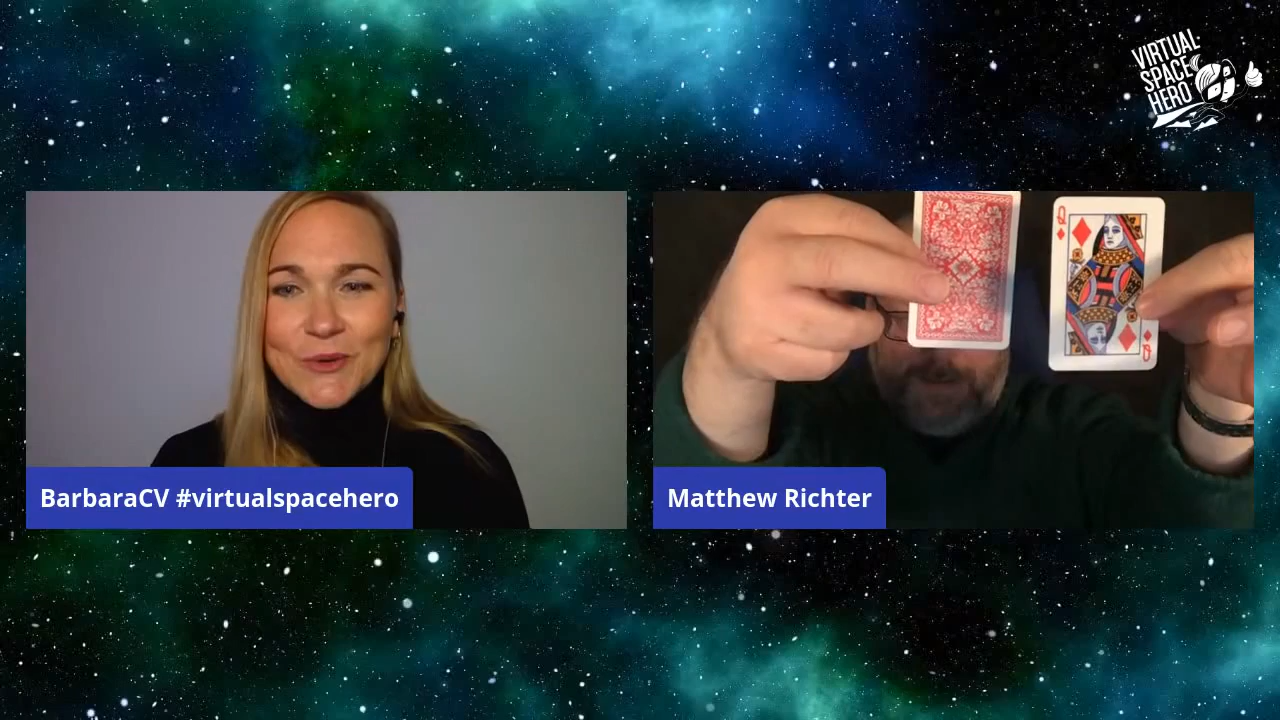 VIRTUAL
SPACE
HERO
Q
Q
BarbaraCV #virtualspacehero
Matthew Richter